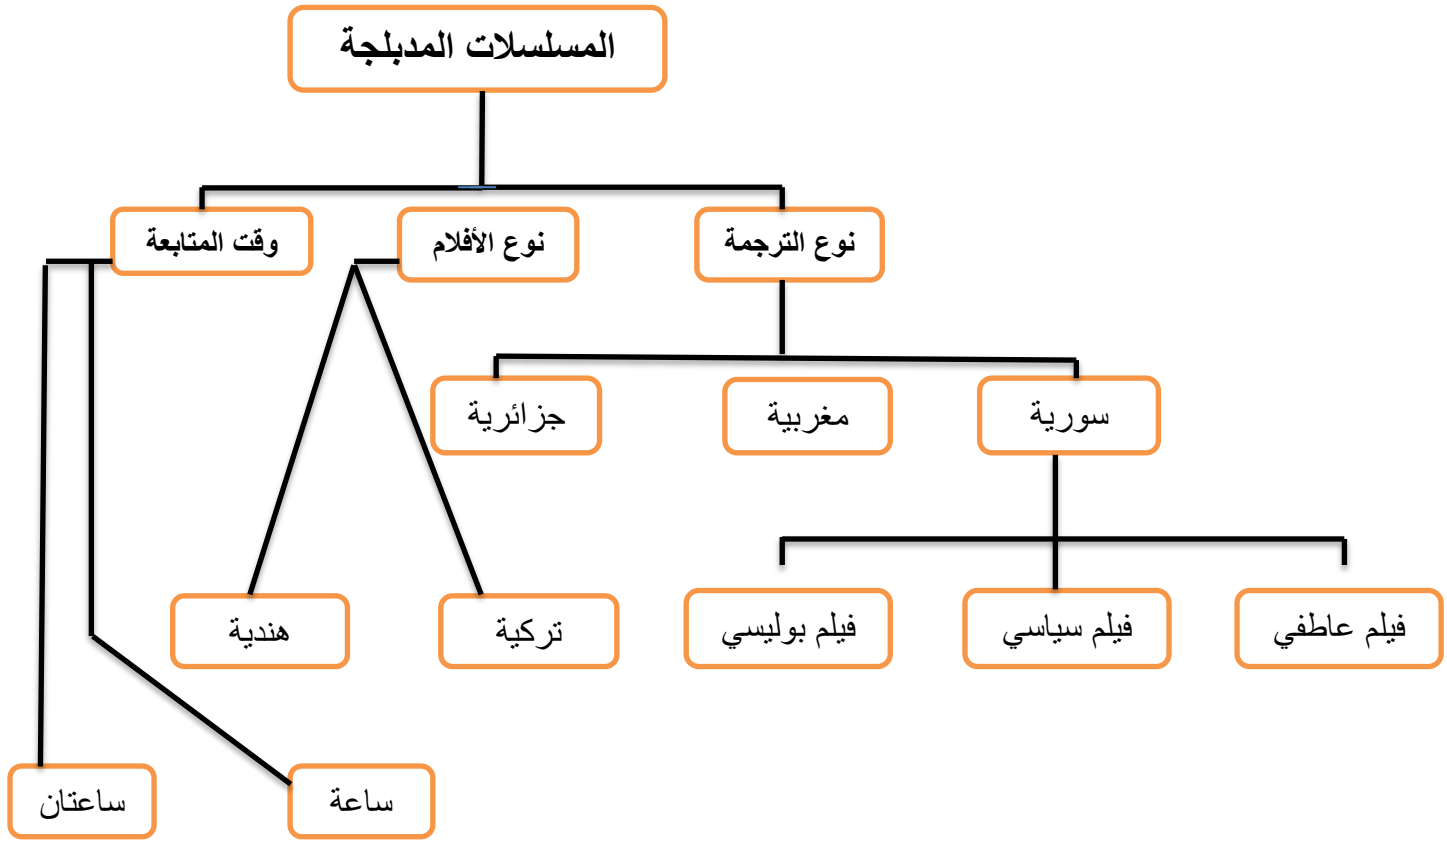 المسلسلات المدبلجة
نوع الترجمة
نوع الأفلام
وقت المتابعة
سورية
مغربية
جزائرية
فيلم عاطفي
فيلم سياسي
فيلم بوليسي
تركية
هندية
ساعة
ساعتان